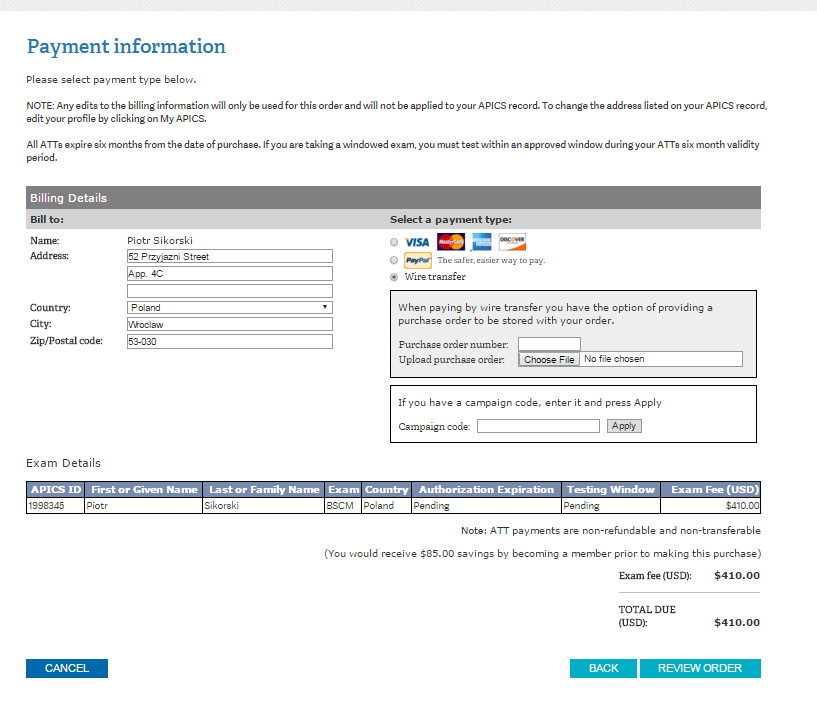 Payment information
Please select payment type below.
NOTE: Any edits to the billing information will only be used for this order and will not be applied to your APICS record. To change the address listed on your APICS record,
edit your profile by clicking on My APICS.
All ATTs expire six months from the date of purchase. If you are taking a windowed exam, you must test within an approved window during your ATTs six month validity
period.
Billing Details
Bill to:
Name: Piotr Sikorski
Address: 52 Przyjazni Street
App. 4C
Country: Poland
City: Wroclaw
Zip/Postal code: 53-030
Select a payment type:
VISA MasterCard AMERICAN EXPRESS DISCOVER
PayPal The safer, easier way to pay.
Wire transfer
When paying by wire transfer you have the option of providing a
purchase order to be stored with your order.
Purchase order number:
Upload purchase order: Choose File No file chosen
If you have a campaign code, enter it and press Apply
Campaign code: Apply
Exam Details
APICS ID First or Given Name Last or Family Name Exam Country Authorization Expiration Testing Window Exam Fee (USD)
1998345 Piotr Sikorski BSCM Poland Pending Pending $410.00
Note: ATT payments are non-refundable and non-transferable
(You would receive $85.00 savings by becoming a member prior to making this purchase)
Exam fee (USD): $410.00
TOTAL DUE
(USD): $410.00
CANCEL BACK REVIEW ORDER